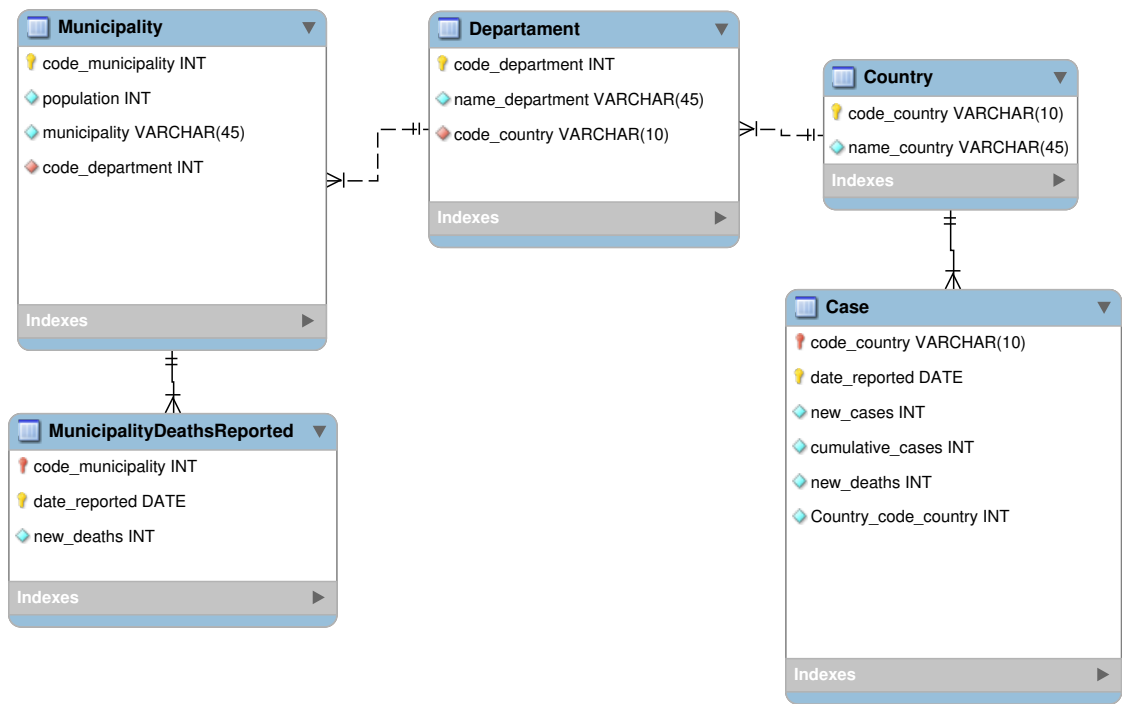 Municipality
code_municipality INT
population INT
municipality VARCHAR(45)
code_department INT
Indexes
Departament
code_department INT
name_department VARCHAR(45)
code_country VARCHAR(10)
Indexes
Country
code_country VARCHAR(10)
name_country VARCHAR(45)
Indexes
MunicipalityDeathsReported
code_municipality INT
date_reported DATE
new_deaths INT
Indexes
Case
code_country VARCHAR(10)
date_reported DATE
new_cases INT
cumulative_cases INT
new_deaths INT
Country_code_country INT
Indexes